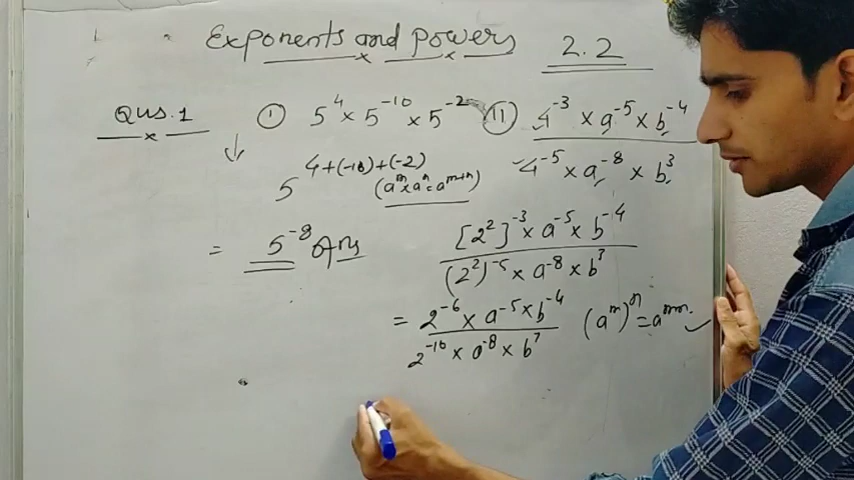 Exponents and Powers 2.2
Qus.1 (i) 5^4 × 5^-10 × 5^-2
5^4+(-10)+(-2) (a^m × a^n = a^m+n)
= 5^-8 Ans
(ii) 4^-3 × a^-5 × b^-4
4^-5 × a^-8 × b^3
[2^2]^-3 × a^-5 × b^-4
(2^2)^-5 × a^-8 × b^3
= 2^-6 × a^-5 × b^-4 (a^m)^n = a^mn
2^-10 × a^-8 × b^3